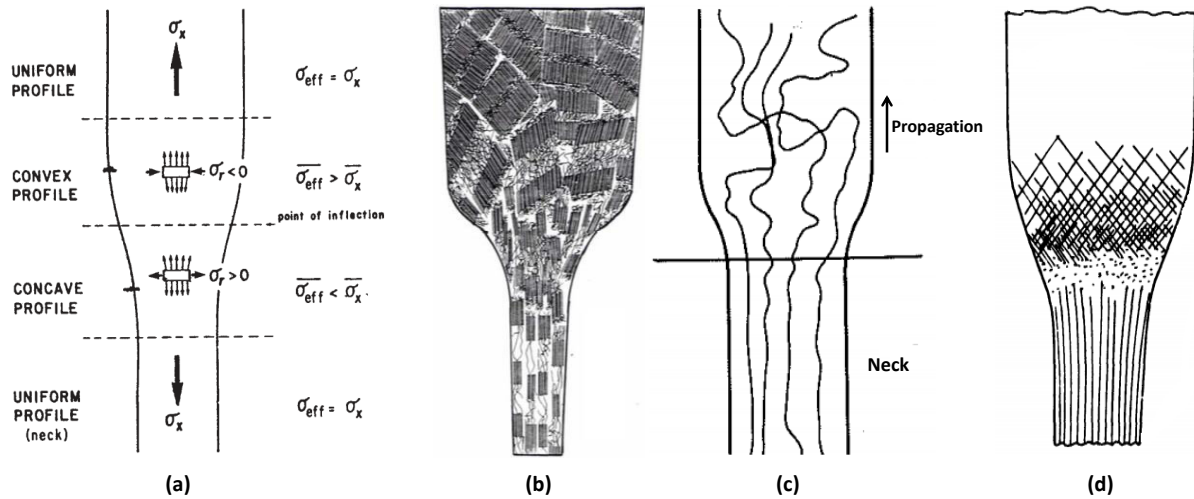 σx
UNIFORM
PROFILE
σeff = σx
CONVEX
PROFILE
σr < 0
σeff > σx
point of inflection
CONCAVE
PROFILE
σr > 0
σeff < σx
UNIFORM
PROFILE
(neck)
σx
σeff = σx
Propagation
Neck
(a)
(b)
(c)
(d)